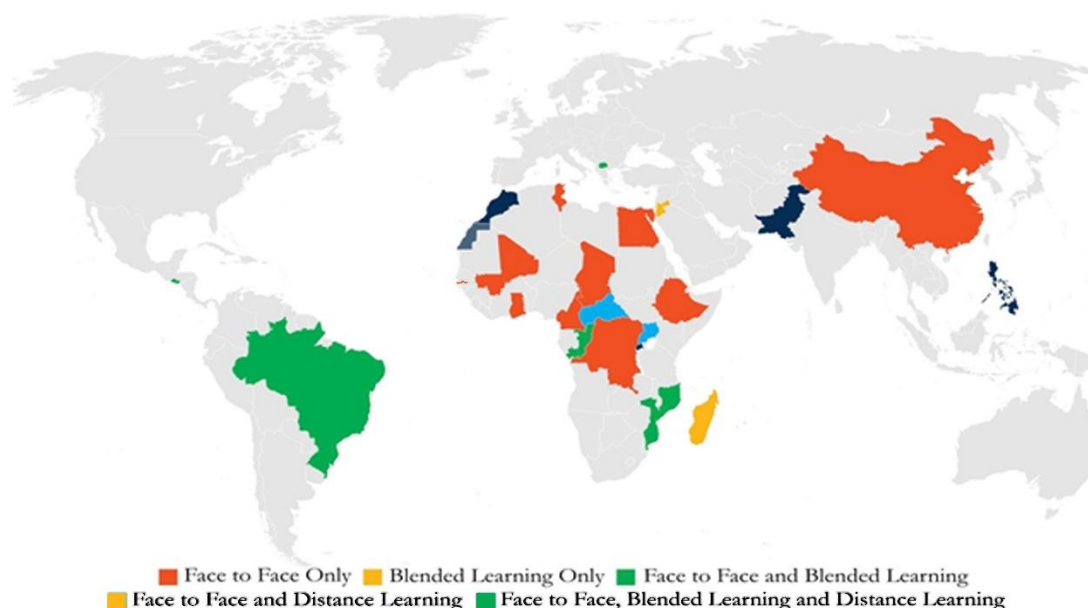 Face to Face Only Blended Learning Only Face to Face and Blended Learning
Face to Face and Distance Learning Face to Face, Blended Learning and Distance Learning